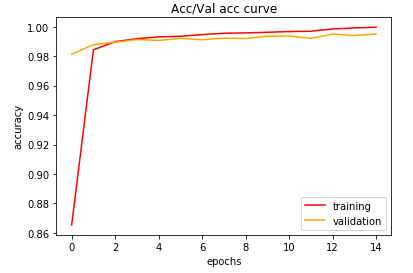 Acc/Val acc curve
1.00
0.98
0.96
0.94
0.92
0.90
0.88
0.86
accuracy
training
validation
0 2 4 6 8 10 12 14
epochs